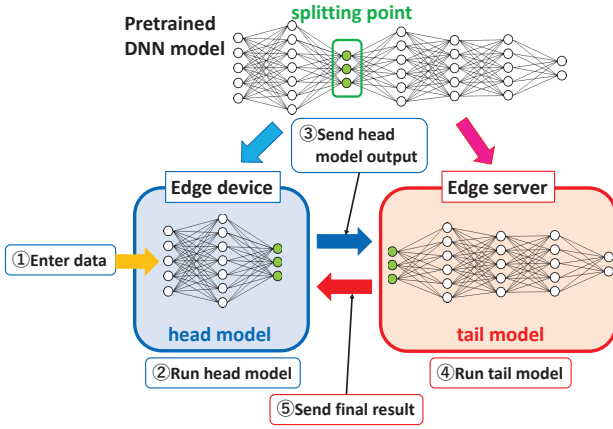 splitting point
Pretrained
DNN model
③Send head
model output
Edge device
Edge server
①Enter data
head model
tail model
②Run head model
④Run tail model
⑤Send final result